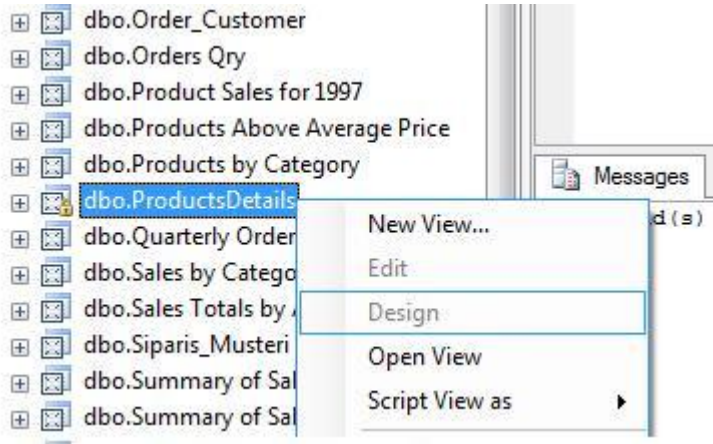 dbo.Order_Customer
dbo.Orders Qry
dbo.Product Sales for 1997
dbo.Products Above Average Price
dbo.Products by Category
dbo.ProductsDetails
dbo.Quarterly Order
dbo.Sales by Catego
dbo.Sales Totals by
dbo.Siparis_Musteri
dbo.Summary of Sal
dbo.Summary of Sal
New View...
Edit
Design
Open View
Script View as
Messages
d(s)